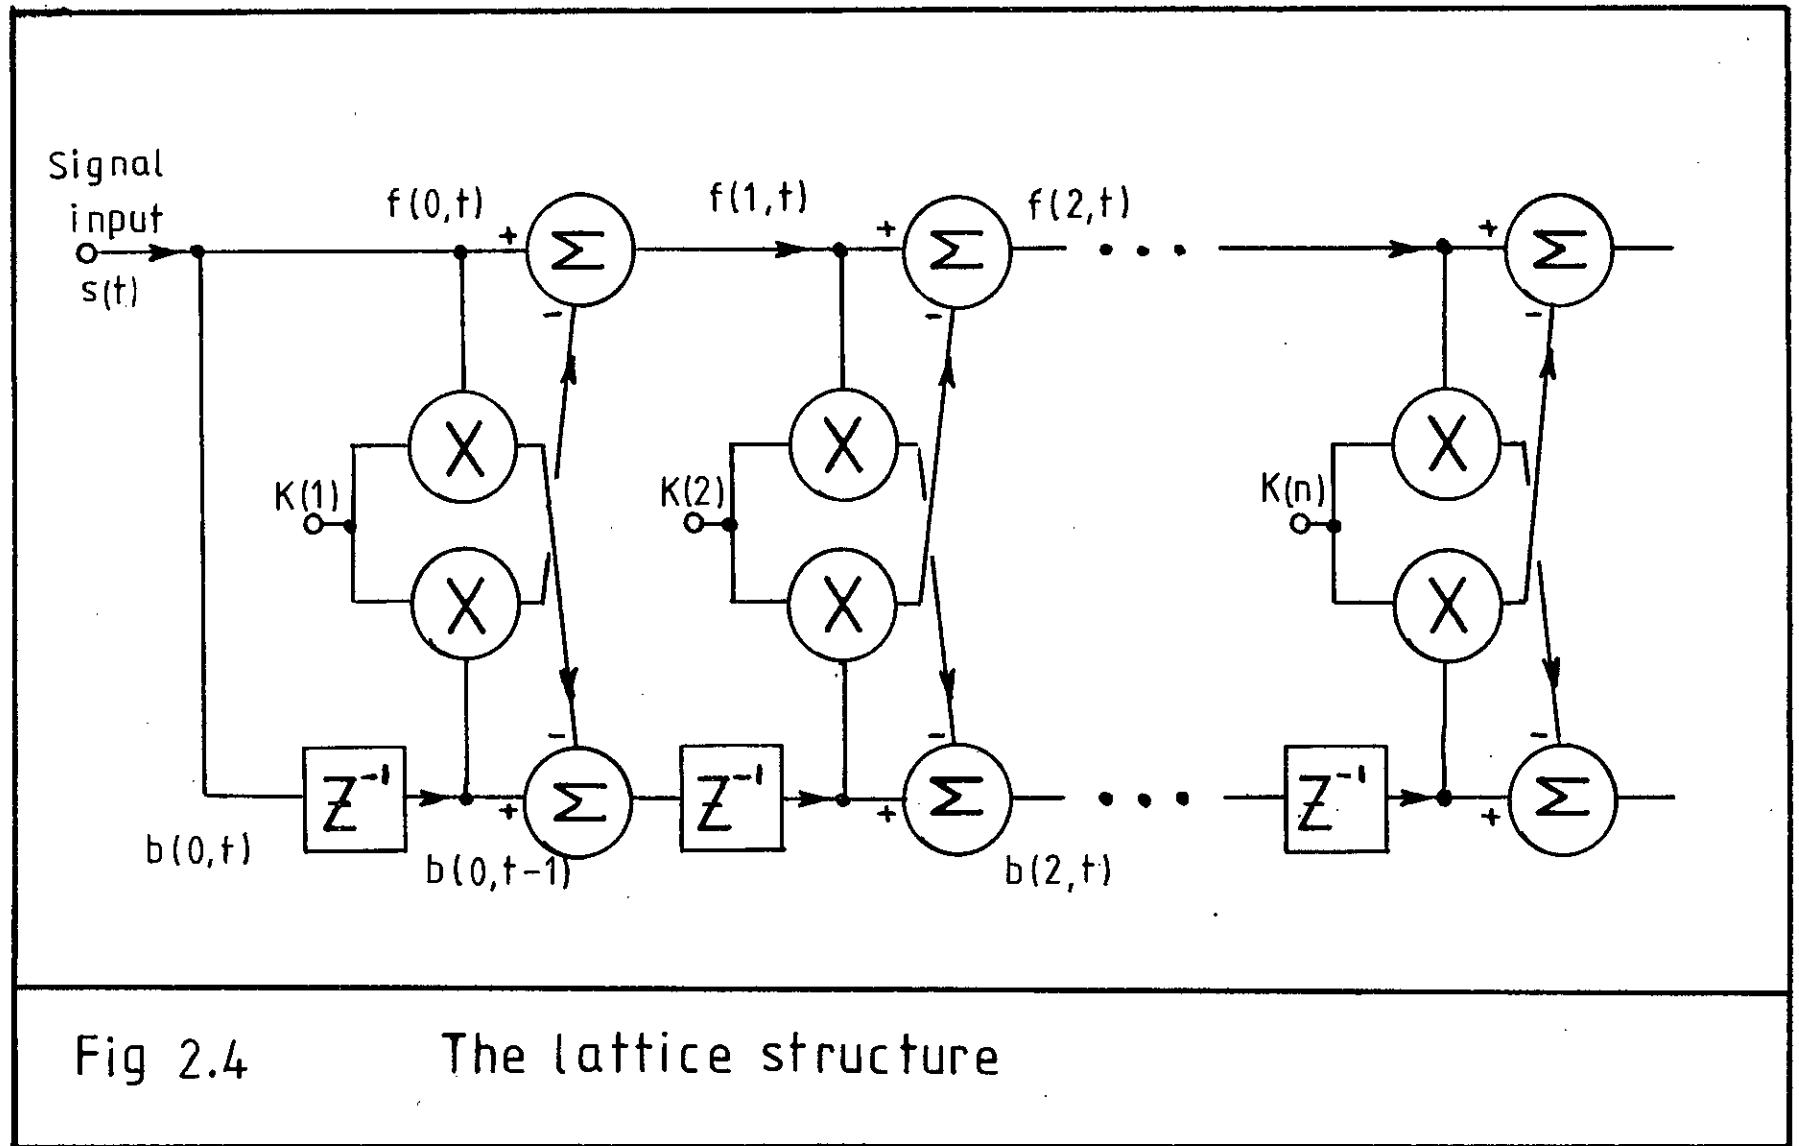 Signal
input
s(t)
f(0,t)
f(1,t)
f(2,t)
+ Σ
+ Σ
+ Σ
-
-
-
X
X
X
K(1)
K(2)
K(n)
X
X
X
-
-
-
Z⁻¹
+ Σ
Z⁻¹
+ Σ
Z⁻¹
+ Σ
b(0,t)
b(0,t-1)
b(2,t)
Fig 2.4 The lattice structure